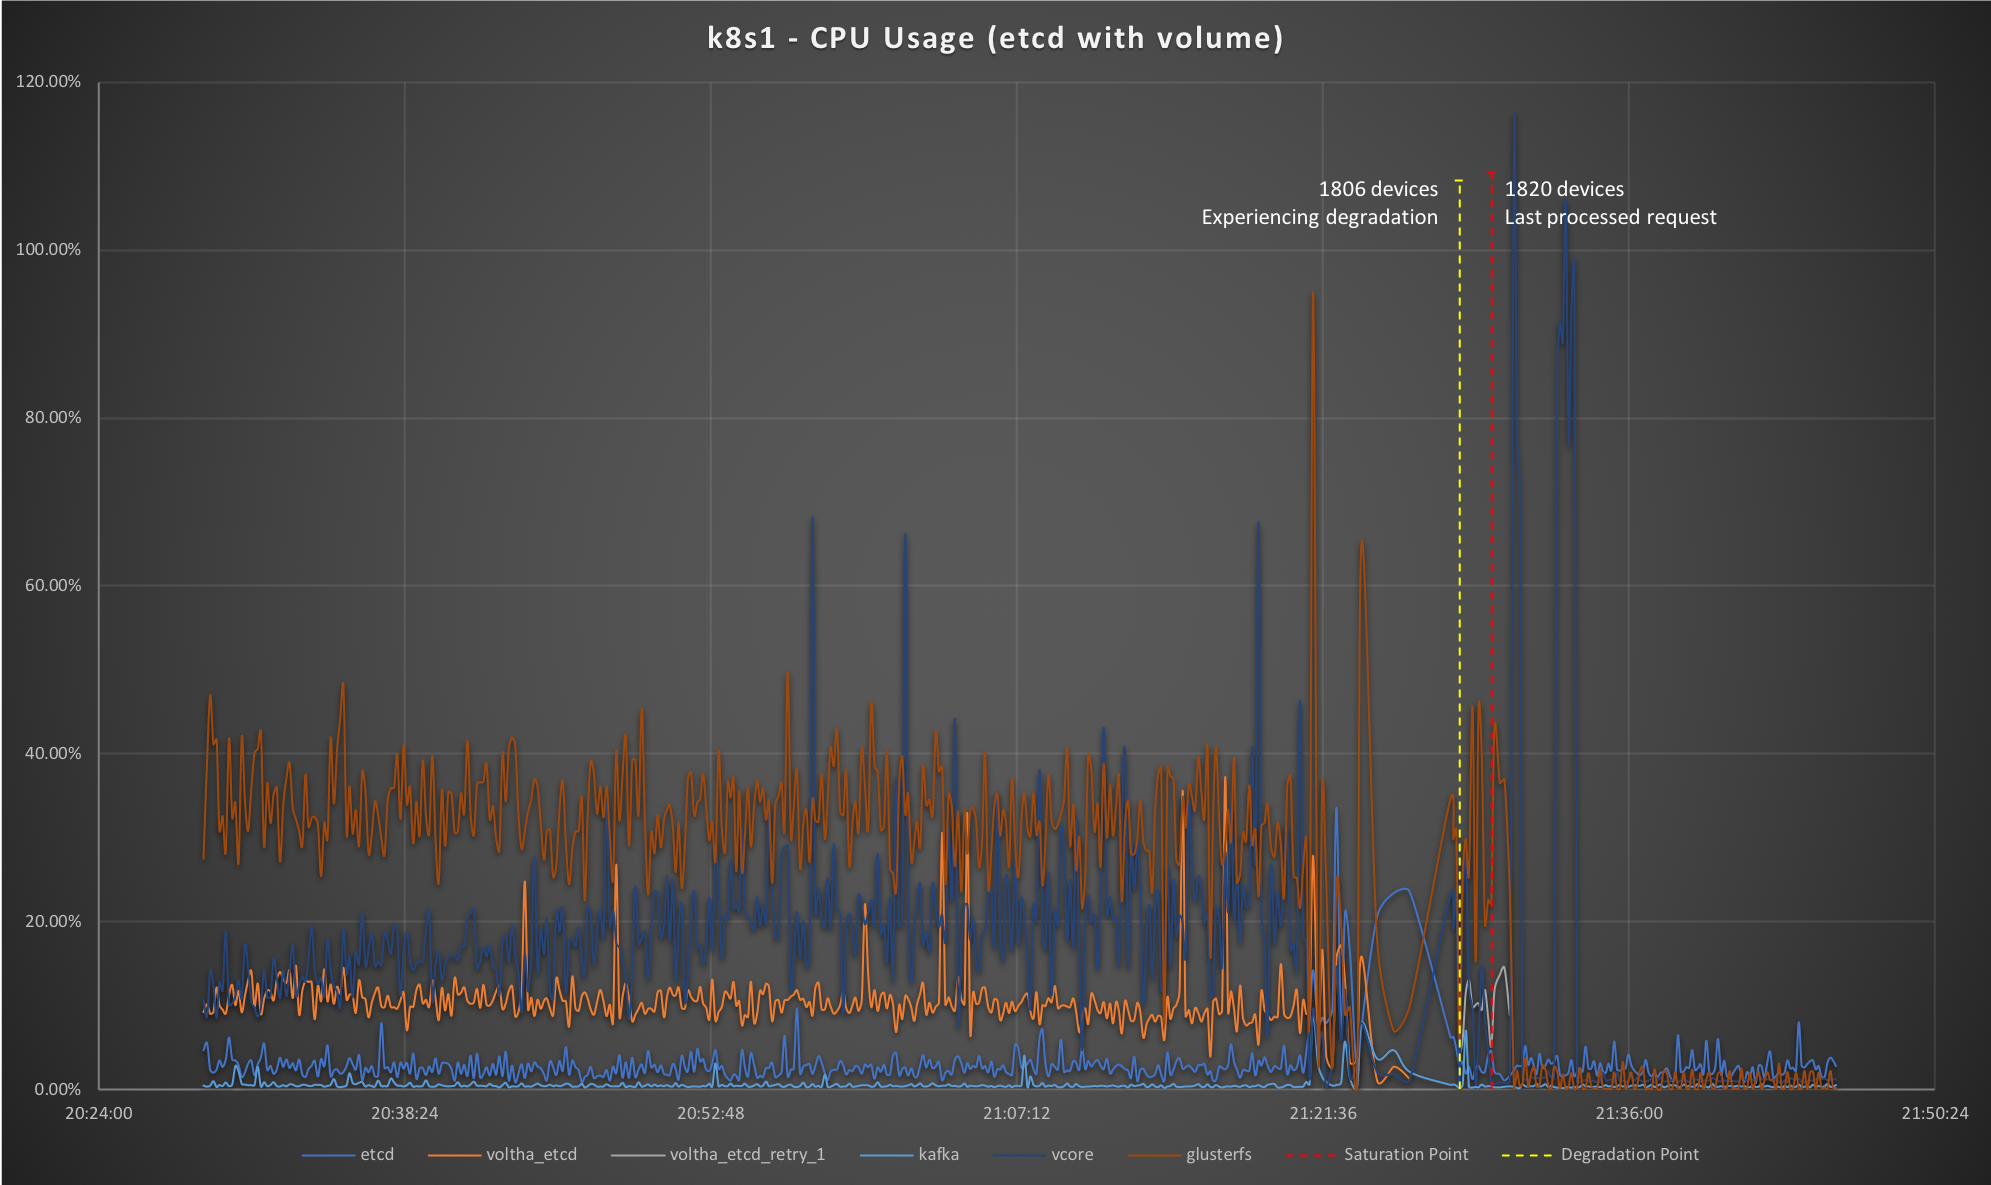 k8s1 - CPU Usage (etcd with volume)
120.00%
100.00%
80.00%
60.00%
40.00%
20.00%
0.00%
1806 devices
Experiencing degradation
1820 devices
Last processed request
20:24:00 20:38:24 20:52:48 21:07:12 21:21:36 21:36:00 21:50:24
etcd voltha_etcd voltha_etcd_retry_1 kafka vcore glusterfs Saturation Point Degradation Point